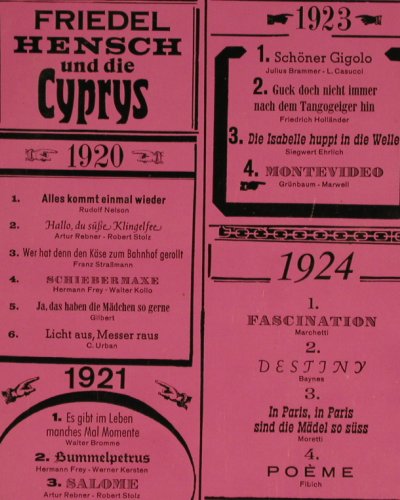 FRIEDEL
HENSCH
und die
Cyprys
1920
1. Alles kommt einmal wieder
Rudolf Nelson
2. Hallo, du süße Klingelfee
Artur Rebner - Robert Stolz
3. Wer hat denn den Käse zum Bahnhof gerollt
Franz Straßmann
4. SCHIEBERMAXE
Hermann Frey - Walter Kollo
5. Ja, das haben die Mädchen so gerne
Gilbert
6. Licht aus, Messer raus
C. Urban
1921
1. Es gibt im Leben
manches Mal Momente
Walter Bromme
2. Bummelpetrus
Hermann Frey - Werner Kersten
3. SALOME
Artur Rebner - Robert Stolz
1923
1. Schöner Gigolo
Julius Brammer - L. Casucci
2. Guck doch nicht immer
nach dem Tangogeiger hin
Friedrich Holländer
3. Die Isabelle huppt in die Welle
Siegwert Ehrlich
4. MONTEVIDEO
Grünbaum - Marwell
1924
1.
FASCINATION
Marchetti
2.
DESTINY
Baynes
3.
In Paris, in Paris
sind die Mädel so süss
Moretti
4.
POÈME
Fibich